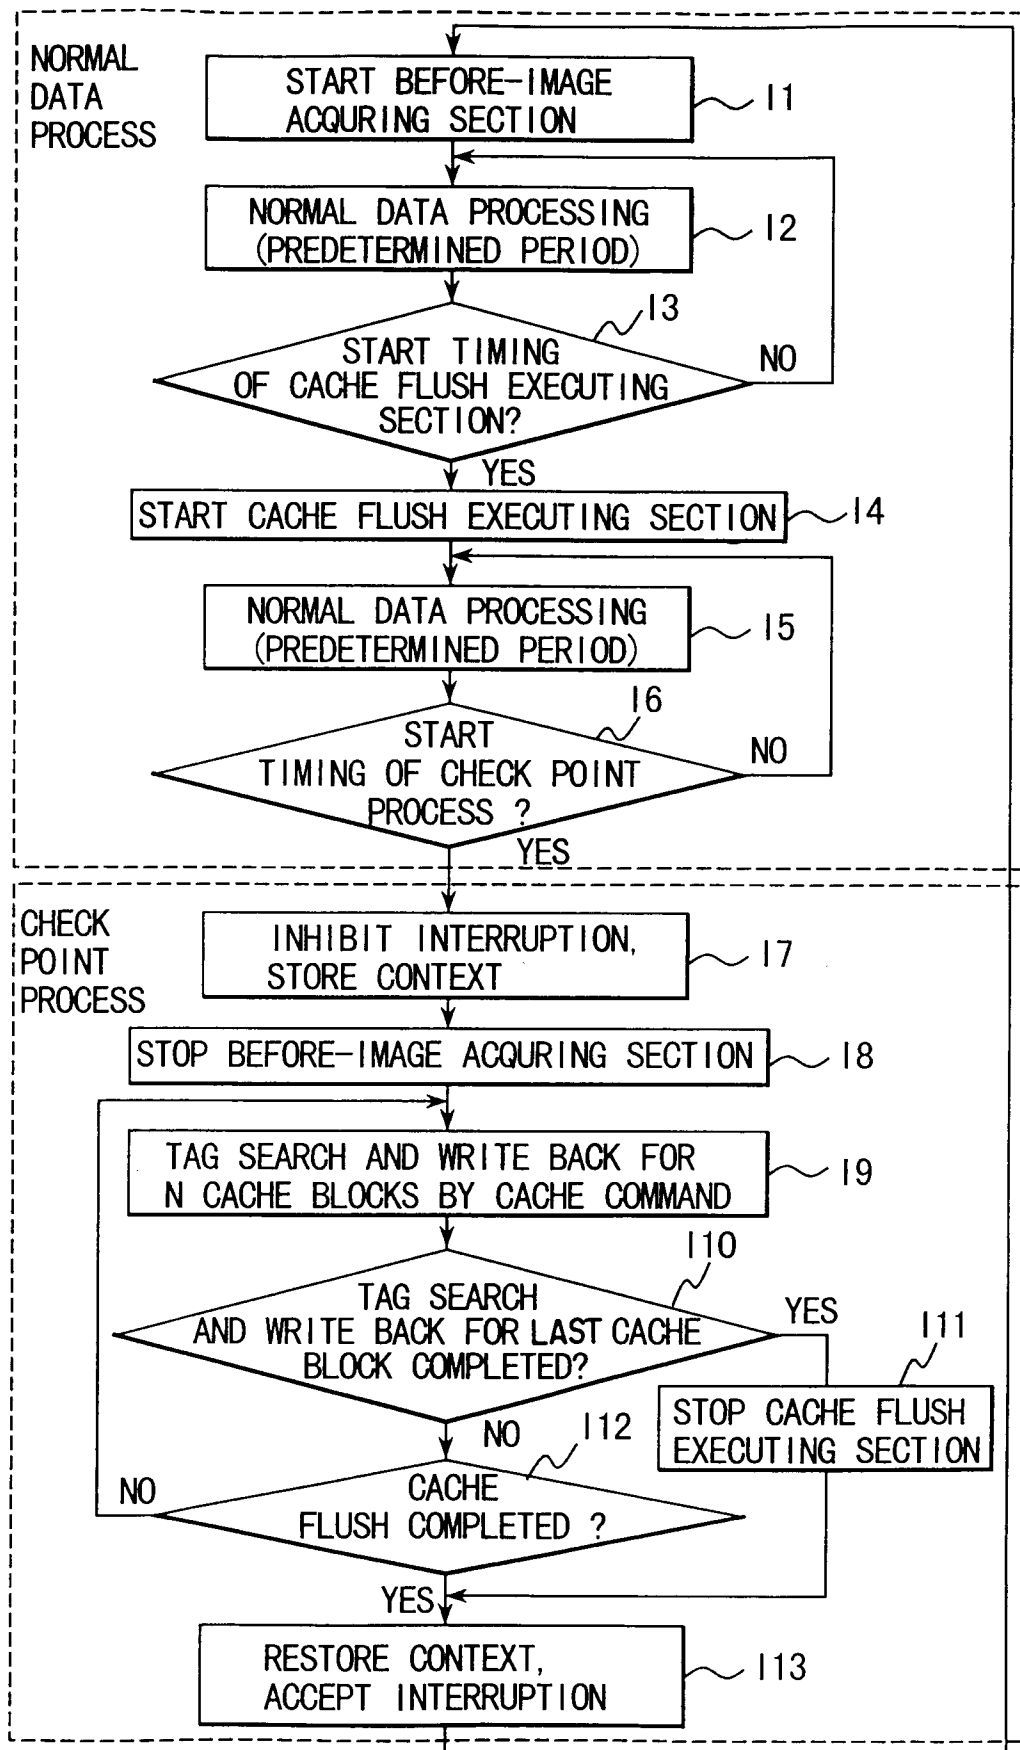 NORMAL
DATA
PROCESS
START BEFORE-IMAGE
ACQURING SECTION
I1
NORMAL DATA PROCESSING
(PREDETERMINED PERIOD)
I2
I3
START TIMING
OF CACHE FLUSH EXECUTING
SECTION?
NO
YES
START CACHE FLUSH EXECUTING SECTION
I4
NORMAL DATA PROCESSING
(PREDETERMINED PERIOD)
I5
I6
START
TIMING OF CHECK POINT
PROCESS ?
NO
YES
CHECK
POINT
PROCESS
INHIBIT INTERRUPTION,
STORE CONTEXT
I7
STOP BEFORE-IMAGE ACQURING SECTION
I8
TAG SEARCH AND WRITE BACK FOR
N CACHE BLOCKS BY CACHE COMMAND
I9
I10
TAG SEARCH
AND WRITE BACK FOR LAST CACHE
BLOCK COMPLETED?
YES
I11
STOP CACHE FLUSH
EXECUTING SECTION
NO
I12
CACHE
FLUSH COMPLETED ?
NO
YES
RESTORE CONTEXT,
ACCEPT INTERRUPTION
I13